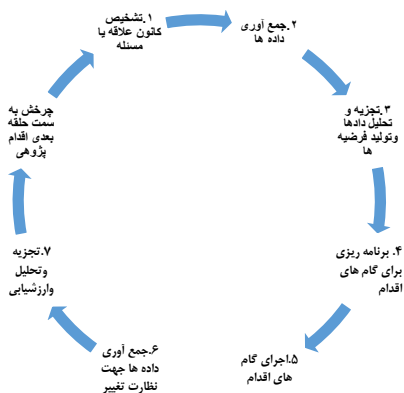 ۱.تشخیص
کانون علاقه یا
مسئله
۲.جمع آوری
داده ها
۳.تجزیه و
تحلیل دادها
وتولید فرضیه
ها
۴. برنامه ریزی
برای گام های
اقدام
۵.اجرای گام
های اقدام
۶.جمع آوری
داده ها جهت
نظارت تغییر
۷.تجزیه
وتحلیل
وارزشیابی
چرخش به
سمت حلقه
بعدی اقدام
پژوهی